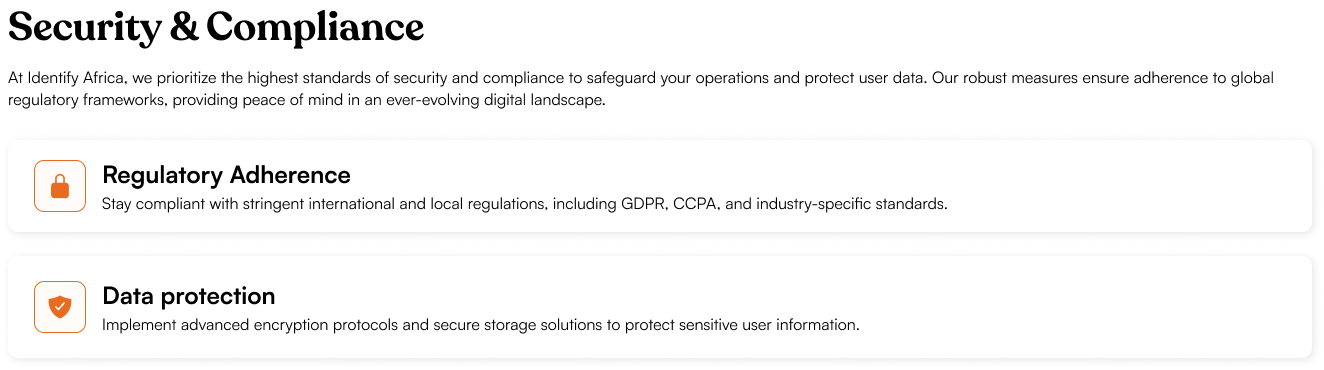 Security & Compliance
At Identify Africa, we prioritize the highest standards of security and compliance to safeguard your operations and protect user data. Our robust measures ensure adherence to global
regulatory frameworks, providing peace of mind in an ever-evolving digital landscape.
Regulatory Adherence
Stay compliant with stringent international and local regulations, including GDPR, CCPA, and industry-specific standards.
Data protection
Implement advanced encryption protocols and secure storage solutions to protect sensitive user information.